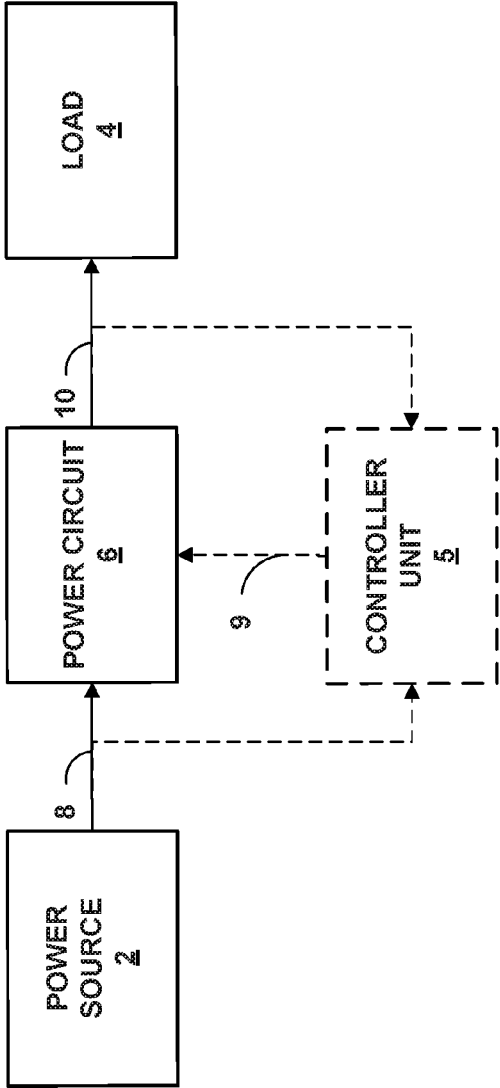 POWER
SOURCE
2
8
POWER CIRCUIT
6
10
LOAD
4
9
CONTROLLER
UNIT
5